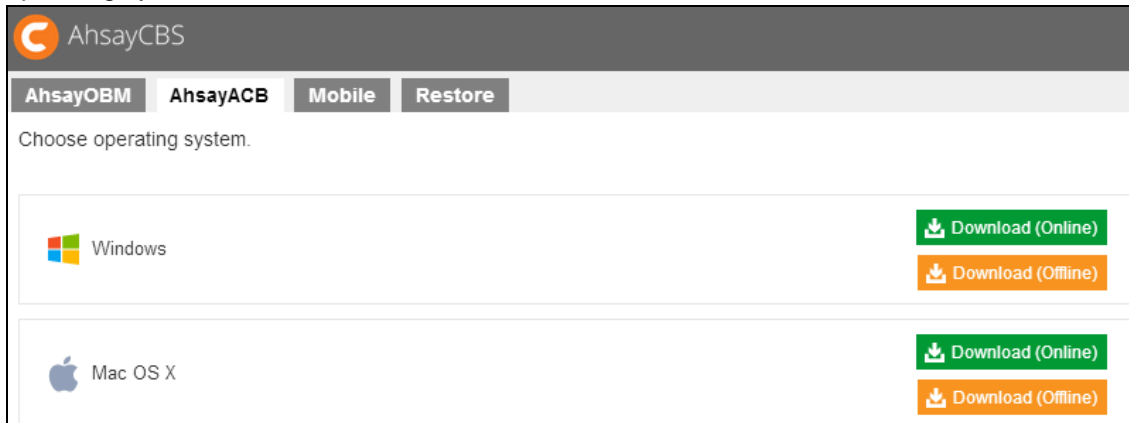 AhsayCBS
AhsayOBM AhsayACB Mobile Restore
Choose operating system.
Windows
Download (Online)
Download (Offline)
Mac OS X
Download (Online)
Download (Offline)